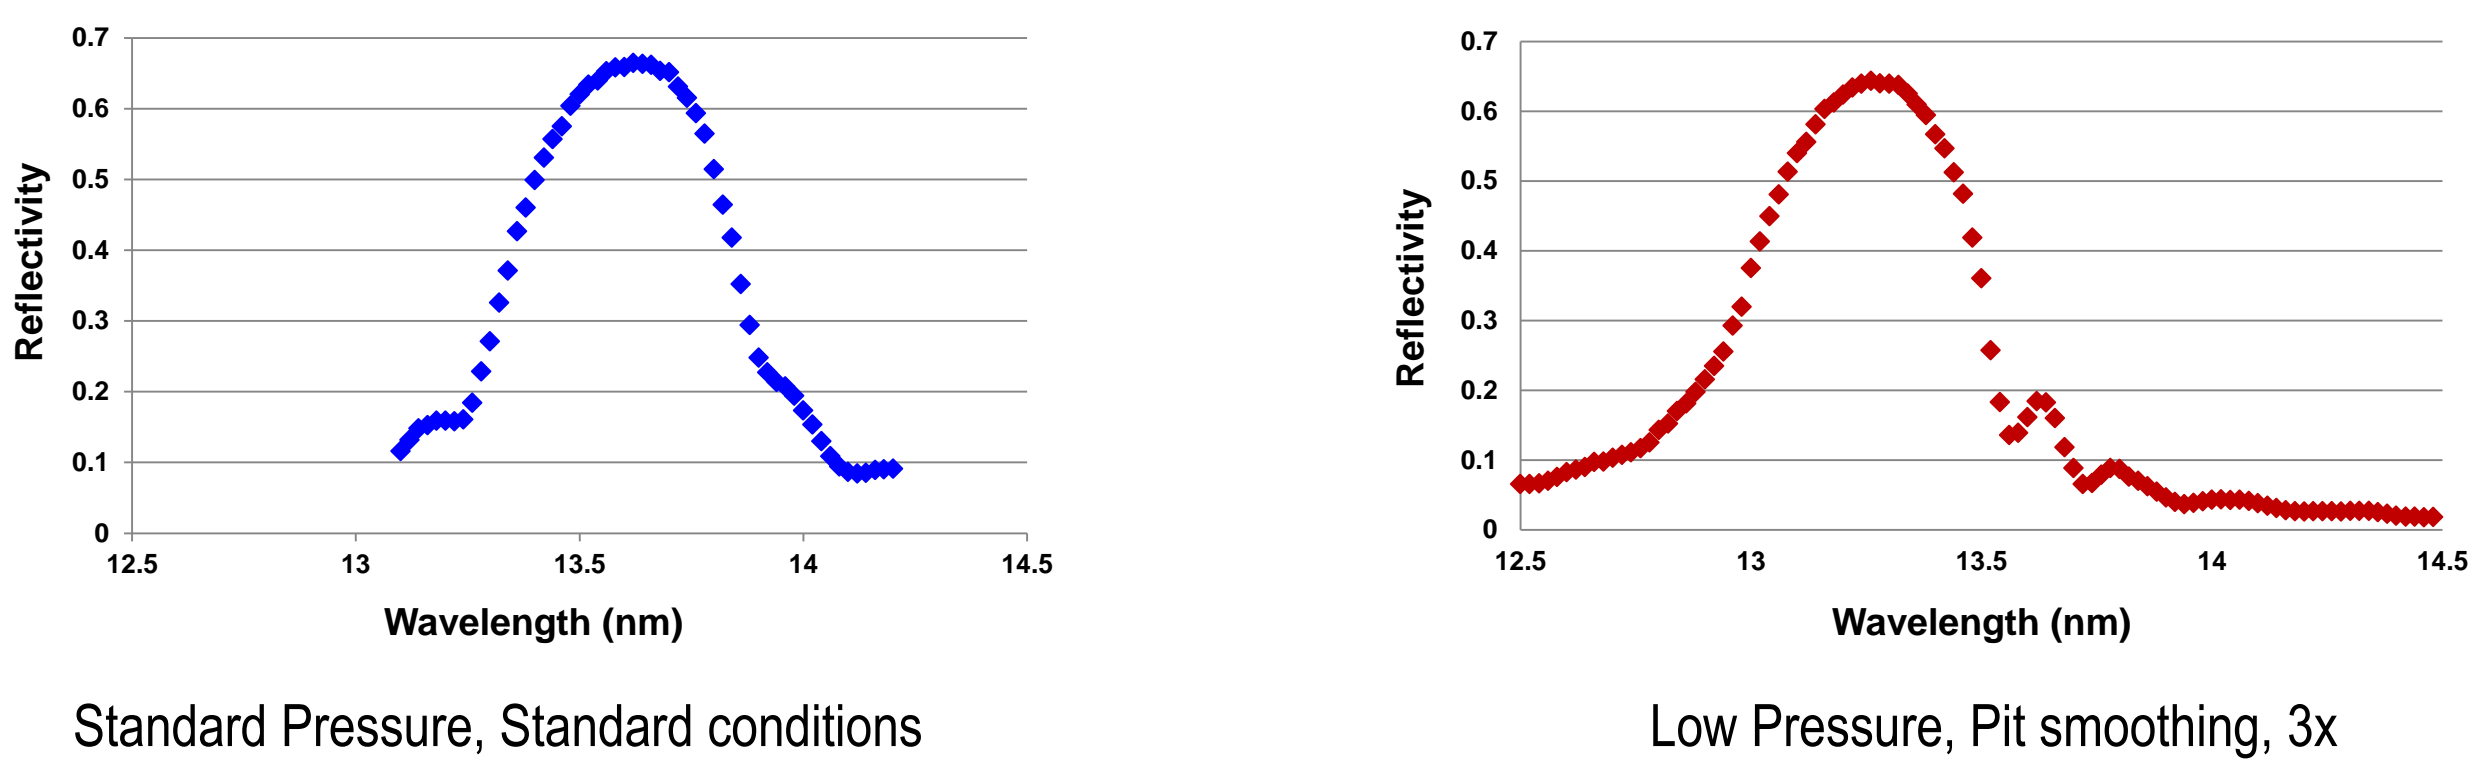 0.7
0.6
0.5
0.4
0.3
0.2
0.1
0
12.5 13 13.5 14 14.5
Reflectivity
Wavelength (nm)
Standard Pressure, Standard conditions
0.7
0.6
0.5
0.4
0.3
0.2
0.1
0
12.5 13 13.5 14 14.5
Reflectivity
Wavelength (nm)
Low Pressure, Pit smoothing, 3x